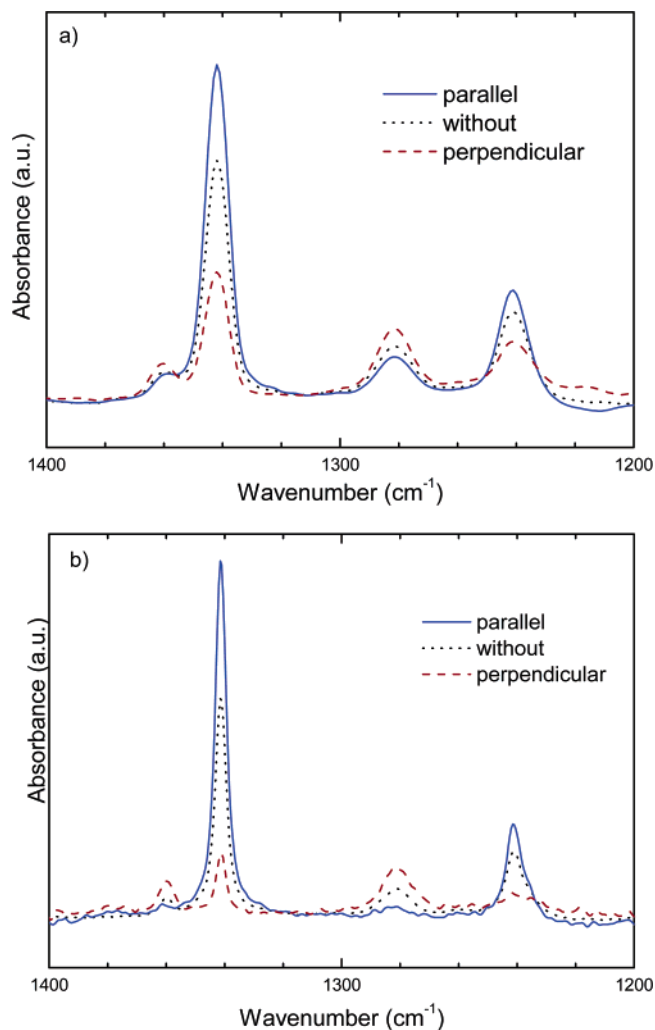 a)
parallel
without
perpendicular
Absorbance (a.u.)
1400
1300
1200
Wavenumber (cm⁻¹)
b)
parallel
without
perpendicular
Absorbance (a.u.)
1400
1300
1200
Wavenumber (cm⁻¹)